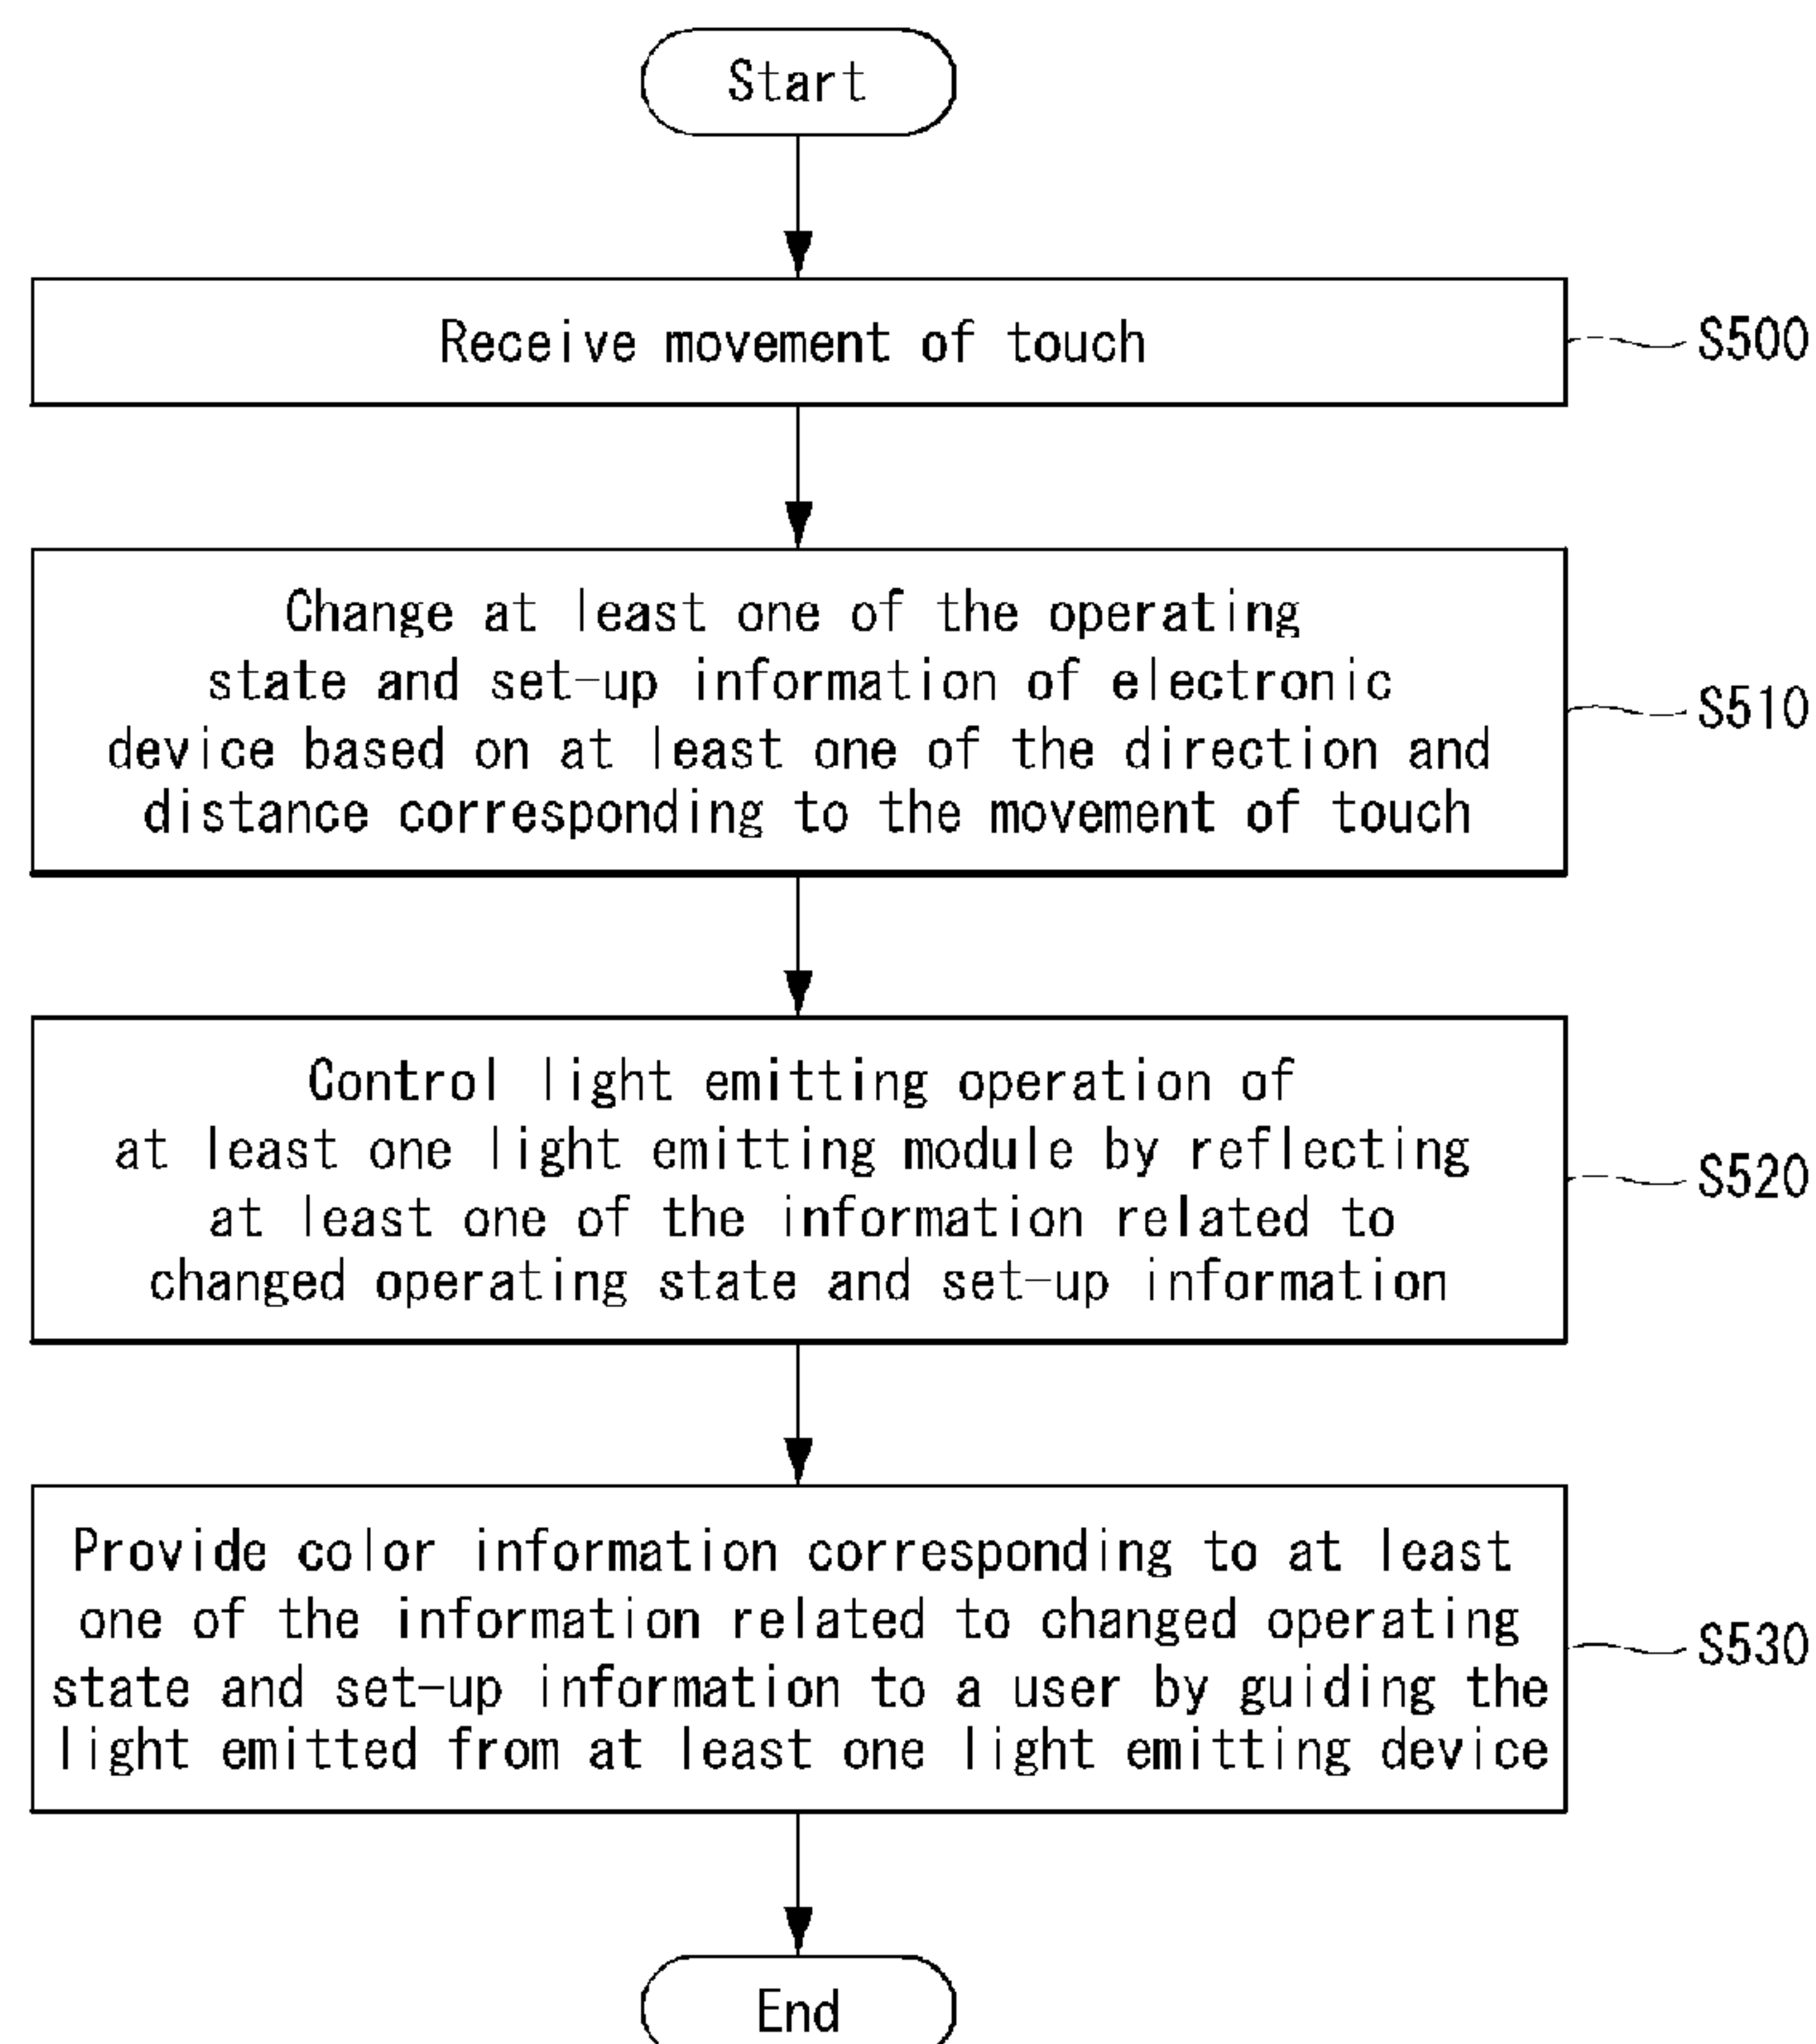 Start
Receive movement of touch
S500
Change at least one of the operating
state and set-up information of electronic
device based on at least one of the direction and
distance corresponding to the movement of touch
S510
Control light emitting operation of
at least one light emitting module by reflecting
at least one of the information related to
changed operating state and set-up information
S520
Provide color information corresponding to at least
one of the information related to changed operating
state and set-up information to a user by guiding the
light emitted from at least one light emitting device
S530
End